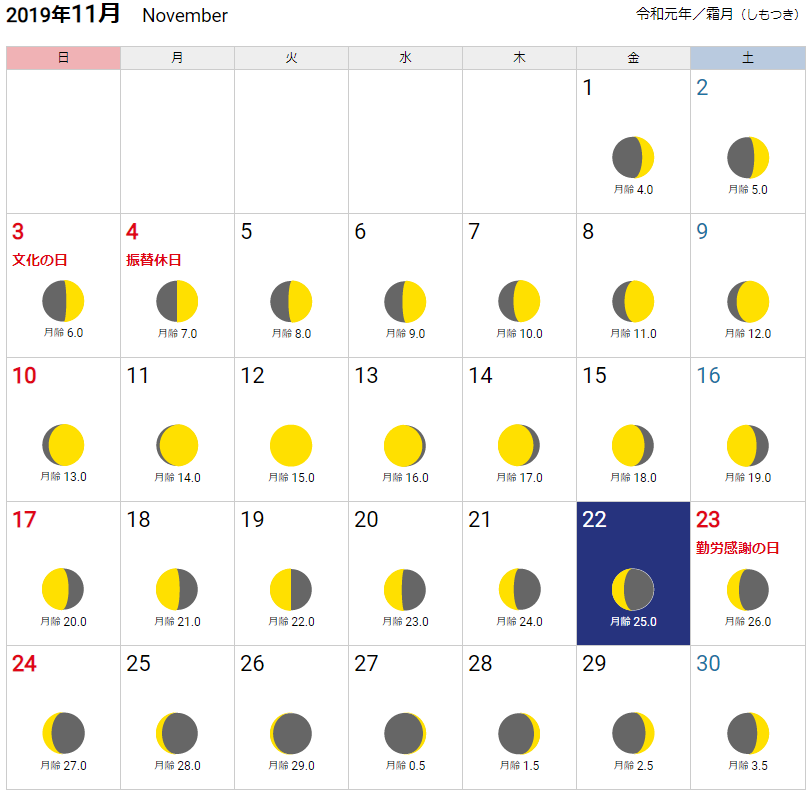 2019年11月 November 令和元年／霜月（しもつき）
日 月 火 水 木 金 土
1 2
月齢 4.0 月齢 5.0
3 4 5 6 7 8 9
文化の日 振替休日
月齢 6.0 月齢 7.0 月齢 8.0 月齢 9.0 月齢 10.0 月齢 11.0 月齢 12.0
10 11 12 13 14 15 16
月齢 13.0 月齢 14.0 月齢 15.0 月齢 16.0 月齢 17.0 月齢 18.0 月齢 19.0
17 18 19 20 21 22 23
勤労感謝の日
月齢 20.0 月齢 21.0 月齢 22.0 月齢 23.0 月齢 24.0 月齢 25.0 月齢 26.0
24 25 26 27 28 29 30
月齢 27.0 月齢 28.0 月齢 29.0 月齢 0.5 月齢 1.5 月齢 2.5 月齢 3.5